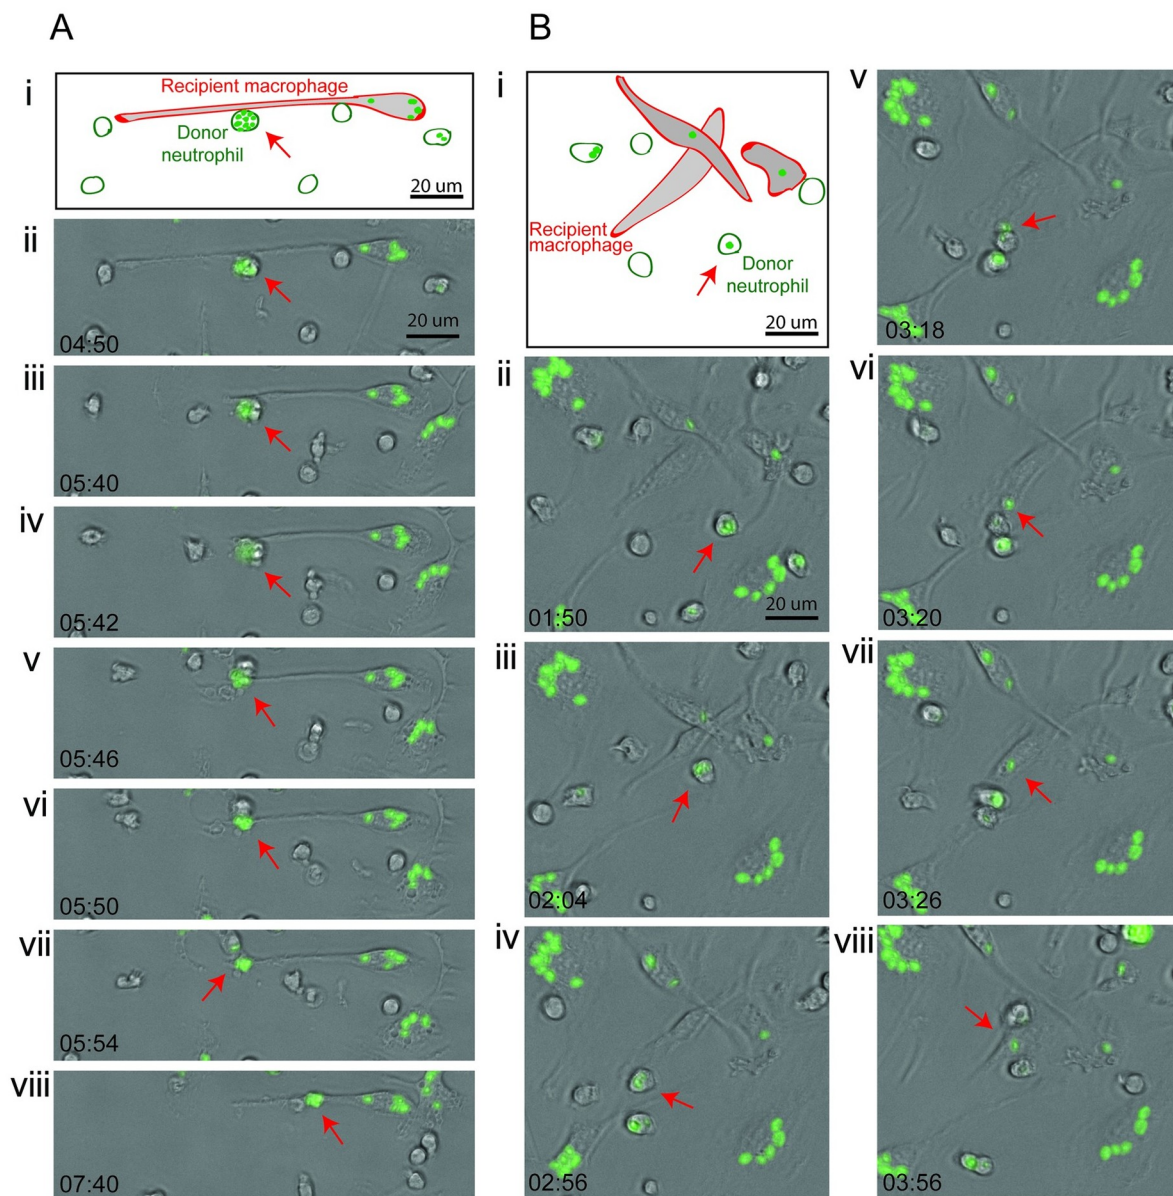 A
B
i
Recipient macrophage
Donor
neutrophil
20 um
ii
20 um
04:50
iii
05:40
iv
05:42
v
05:46
vi
05:50
vii
05:54
viii
07:40
i
Recipient
macrophage
Donor
neutrophil
20 um
ii
01:50
20 um
iii
02:04
iv
02:56
v
03:18
vi
03:20
vii
03:26
viii
03:56